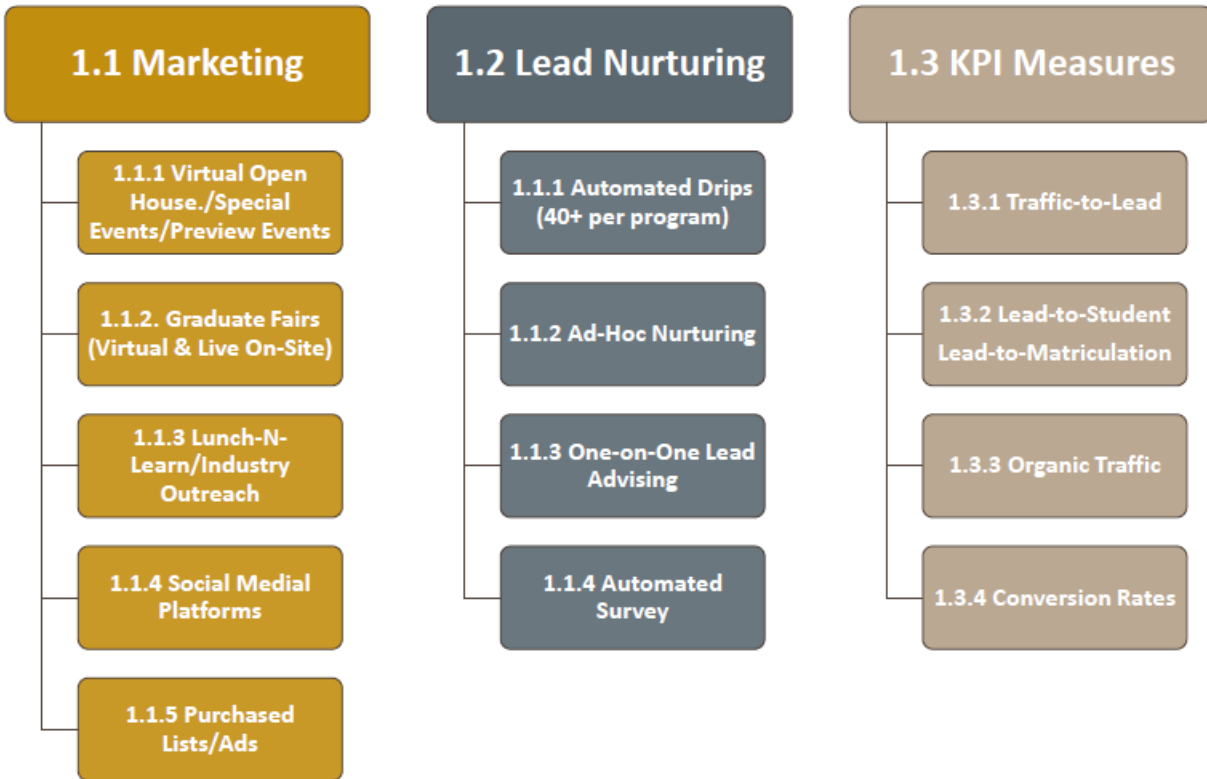 1.1 Marketing
1.1.1 Virtual Open
House./Special
Events/Preview Events
1.1.2. Graduate Fairs
(Virtual & Live On-Site)
1.1.3 Lunch-N-
Learn/Industry
Outreach
1.1.4 Social Medial
Platforms
1.1.5 Purchased
Lists/Ads
1.2 Lead Nurturing
1.1.1 Automated Drips
(40+ per program)
1.1.2 Ad-Hoc Nurturing
1.1.3 One-on-One Lead
Advising
1.1.4 Automated
Survey
1.3 KPI Measures
1.3.1 Traffic-to-Lead
1.3.2 Lead-to-Student
Lead-to-Matriculation
1.3.3 Organic Traffic
1.3.4 Conversion Rates